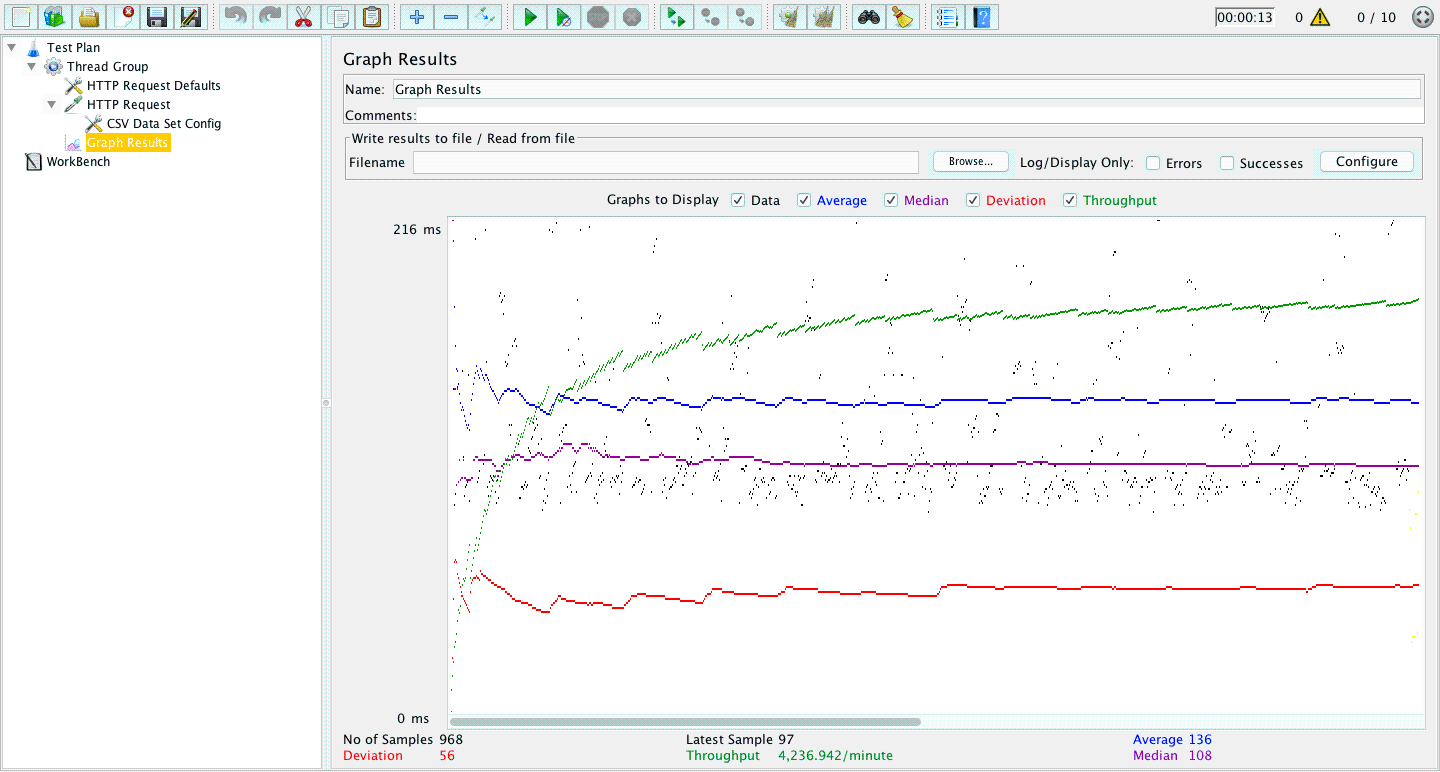 00:00:13 0 0 / 10
Test Plan
Thread Group
HTTP Request Defaults
HTTP Request
CSV Data Set Config
Graph Results
WorkBench
Graph Results
Name: Graph Results
Comments:
Write results to file / Read from file
Filename Browse... Log/Display Only: Errors Successes Configure
Graphs to Display Data Average Median Deviation Throughput
216 ms
0 ms
No of Samples 968 Latest Sample 97 Average 136
Deviation 56 Throughput 4,236.942/minute Median 108